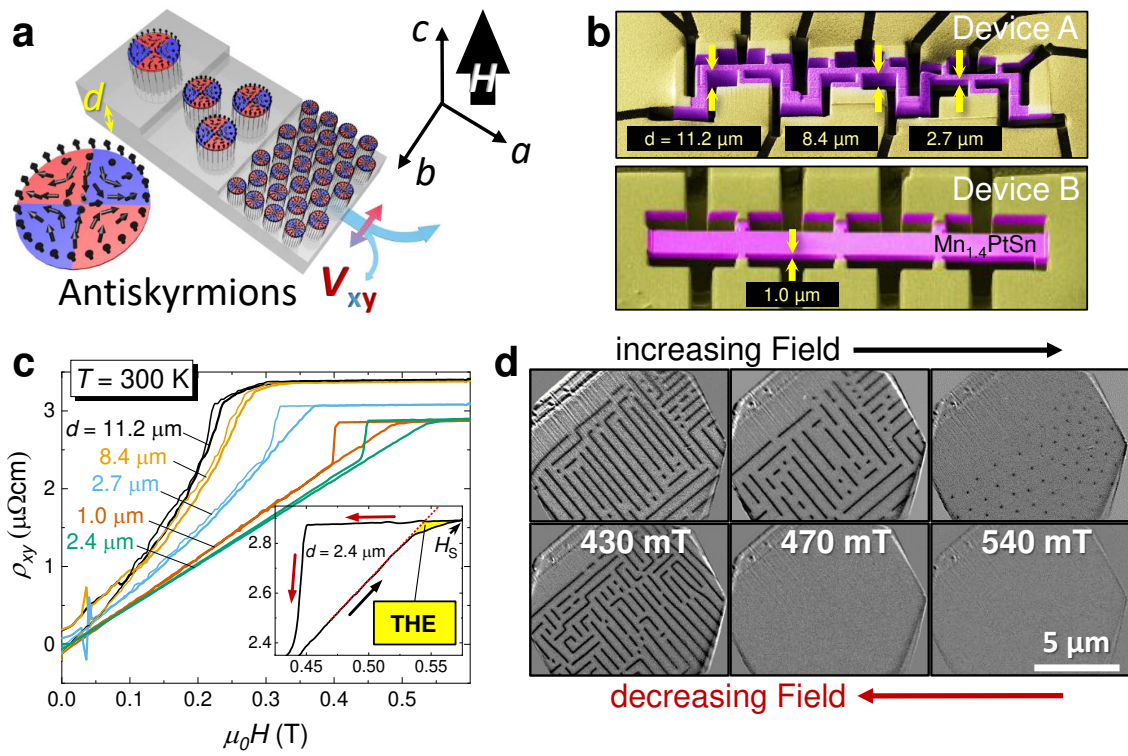 a
d
c
H
b
a
Antiskyrmions
Vxy
b
Device A
d = 11.2 μm
8.4 μm
2.7 μm
Device B
Mn1.4PtSn
1.0 μm
c
T = 300 K
d = 11.2 μm
8.4 μm
2.7 μm
1.0 μm
2.4 μm
3
2
1
0
ρxy (μΩcm)
0.0
0.1
0.2
0.3
0.4
0.5
μ0H (T)
2.8
2.6
2.4
d = 2.4 μm
HS
THE
0.45
0.50
0.55
d
increasing Field
430 mT
470 mT
540 mT
5 μm
decreasing Field